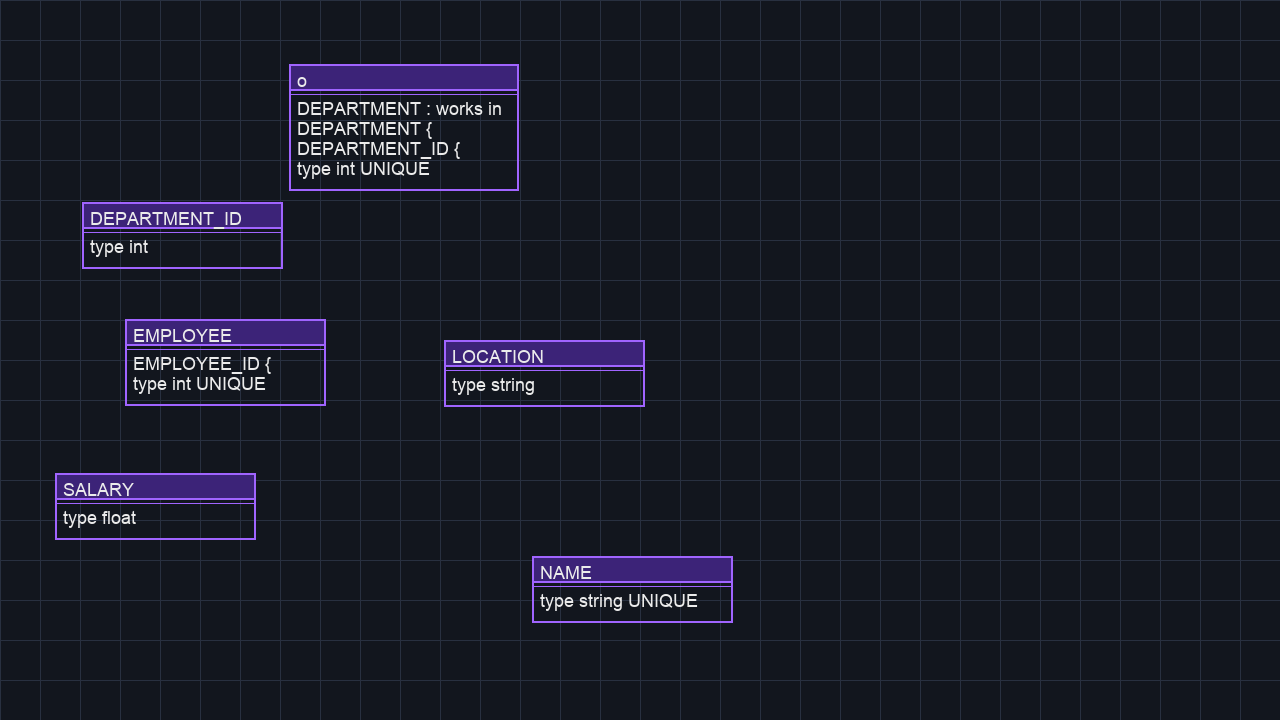 o
DEPARTMENT : works in
DEPARTMENT {
DEPARTMENT_ID {
type int UNIQUE
DEPARTMENT_ID
type int
EMPLOYEE
EMPLOYEE_ID {
type int UNIQUE
LOCATION
type string
SALARY
type float
NAME
type string UNIQUE